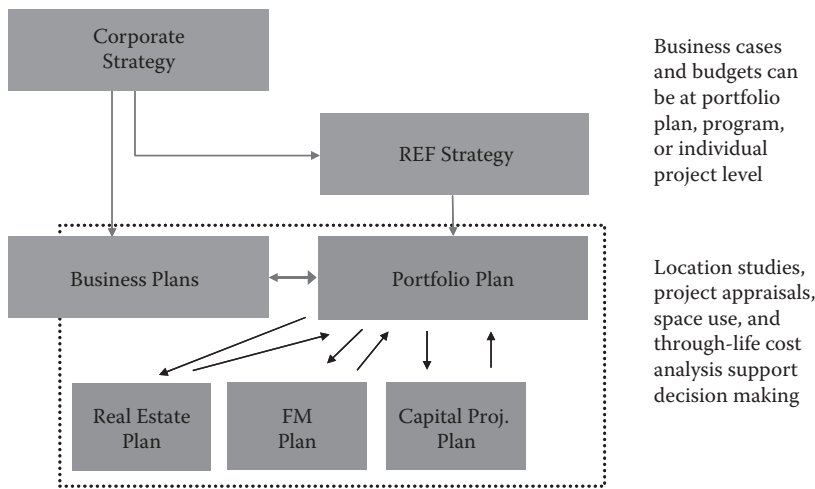 Corporate
Strategy
REF Strategy
Business Plans
Portfolio Plan
Real Estate
Plan
FM
Plan
Capital Proj.
Plan
Business cases
and budgets can
be at portfolio
plan, program,
or individual
project level
Location studies,
project appraisals,
space use, and
through-life cost
analysis support
decision making